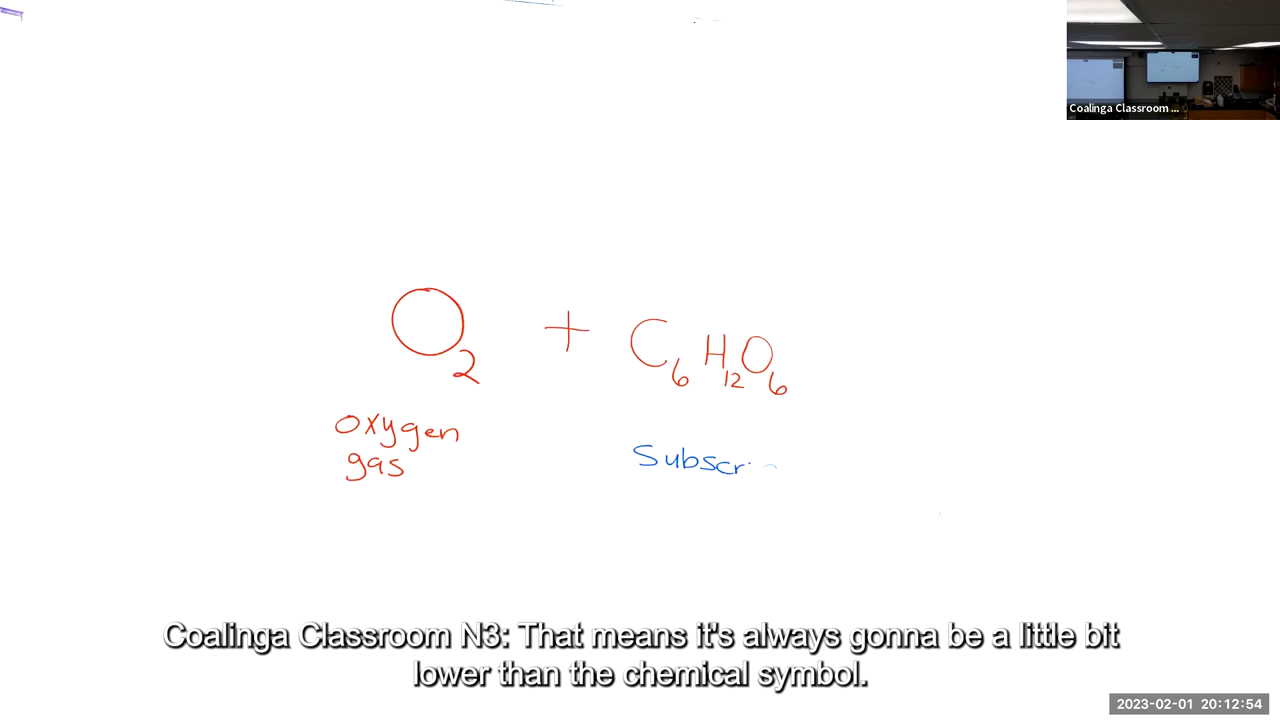 Coalinga Classroom ...
O₂ + C₆H₁₂O₆
oxygen
gas
Subscr
Coalinga Classroom N3: That means it's always gonna be a little bit
lower than the chemical symbol.
2023-02-01 20:12:54